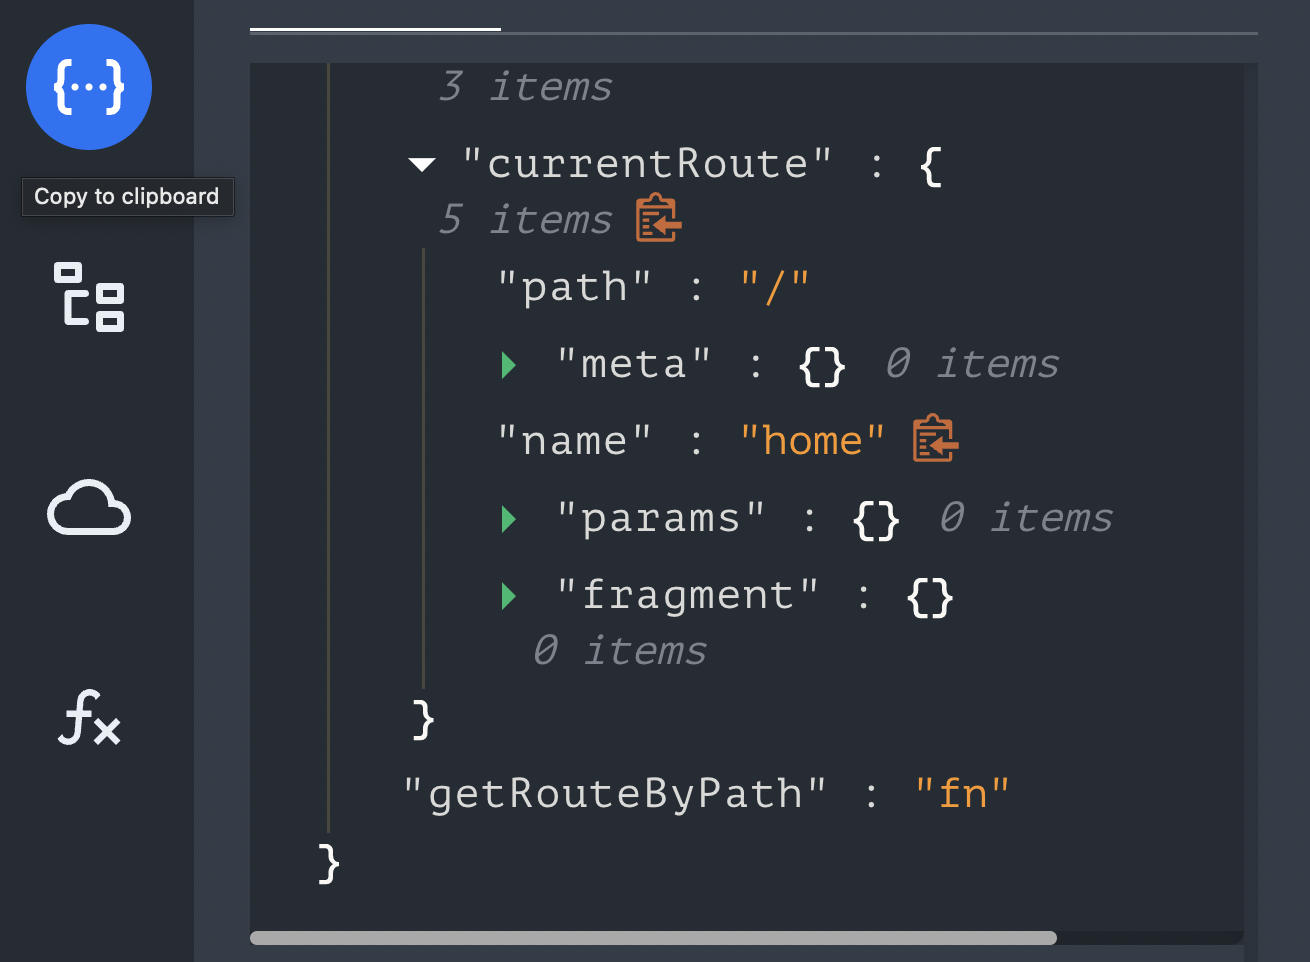 {...}
Copy to clipboard
fx
3 items
"currentRoute" : {
5 items
"path" : "/"
"meta" : {} 0 items
"name" : "home"
"params" : {} 0 items
"fragment" : {}
0 items
}
"getRouteByPath" : "fn"
}